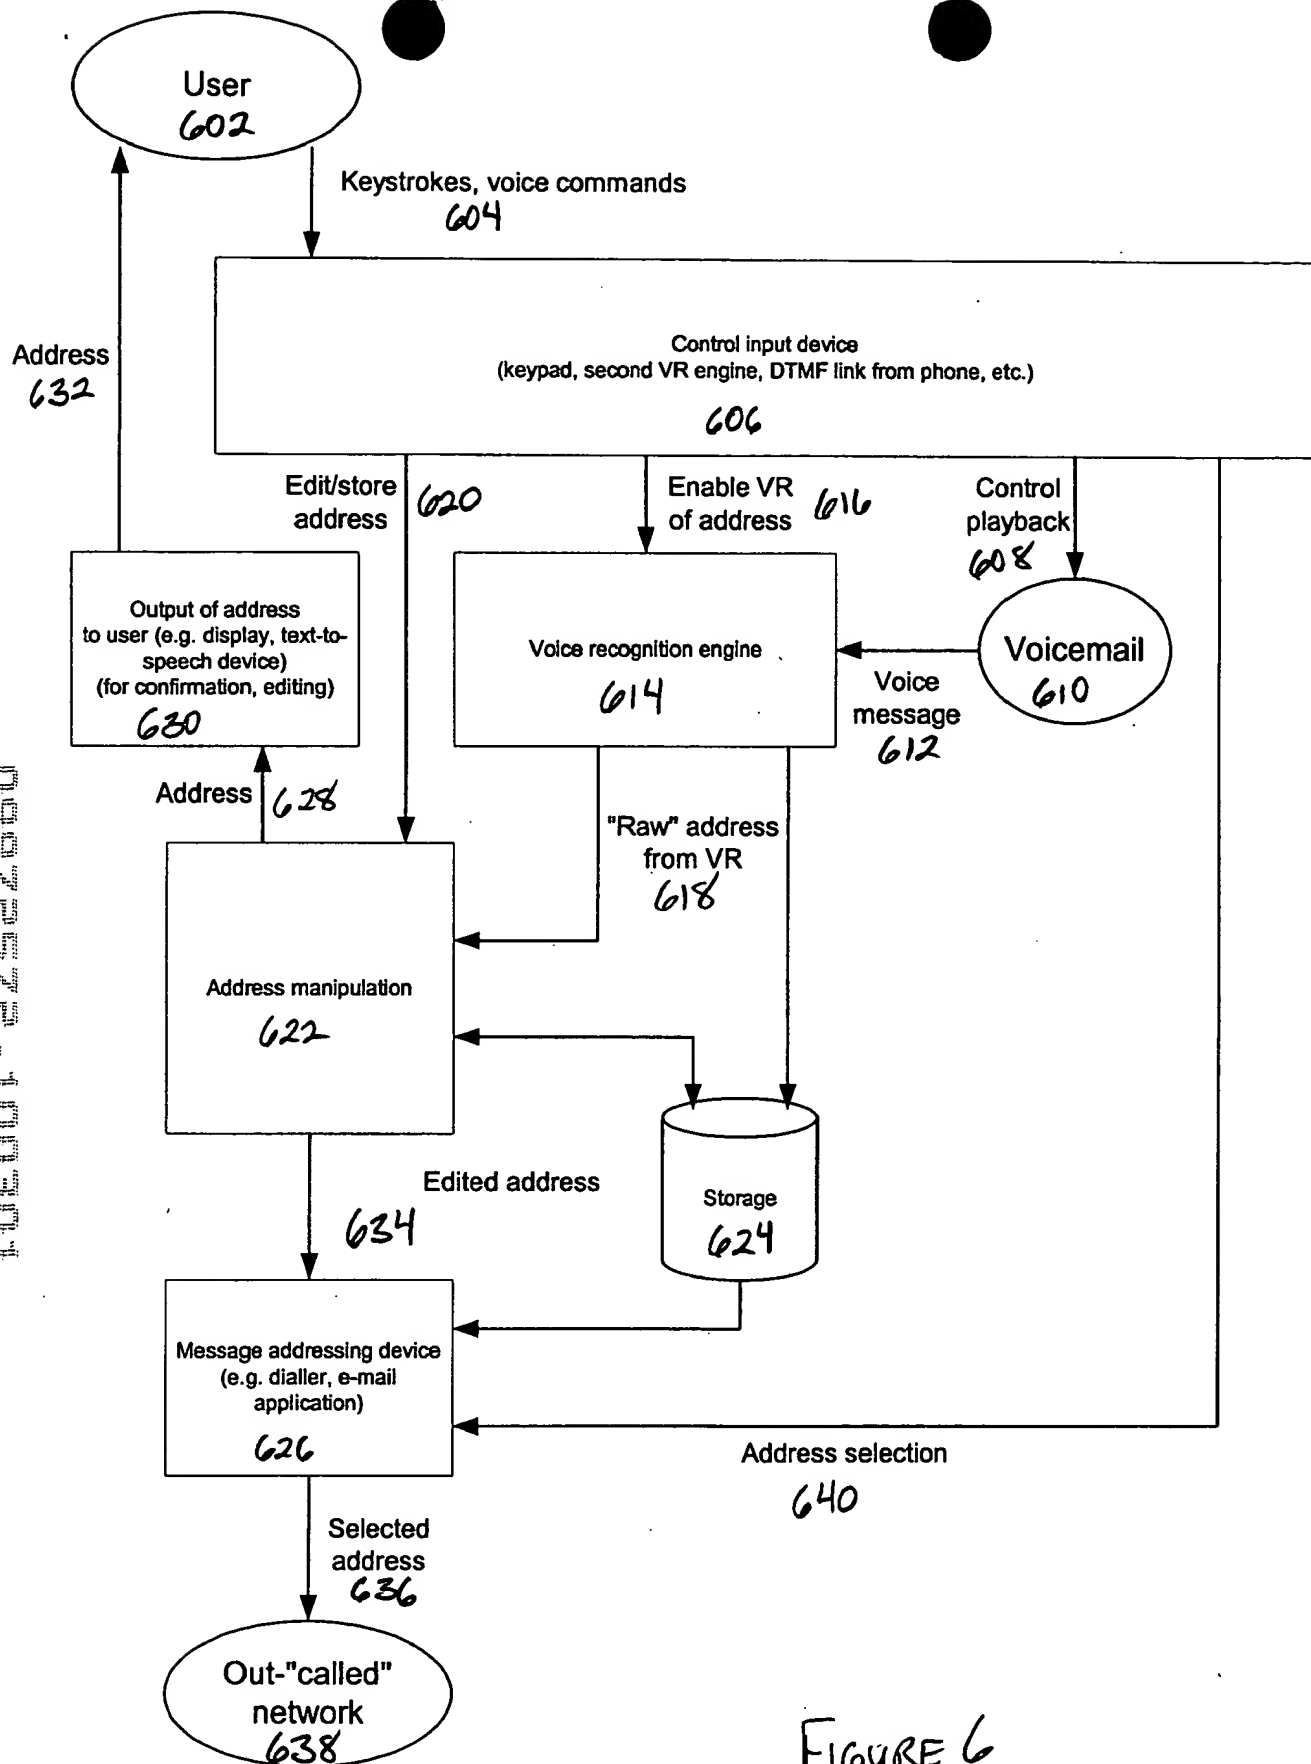 User
602
Keystrokes, voice commands
604
Address
632
Control input device
(keypad, second VR engine, DTMF link from phone, etc.)
606
Edit/store
address
620
Enable VR
of address
616
Control
playback
608
Output of address
to user (e.g. display, text-to-
speech device)
(for confirmation, editing)
630
Voice recognition engine
614
Voicemail
610
Voice
message
612
Address
628
"Raw" address
from VR
618
Address manipulation
622
Edited address
634
Storage
624
Message addressing device
(e.g. dialler, e-mail
application)
626
Address selection
640
Selected
address
636
Out-"called"
network
638
FIGURE 6